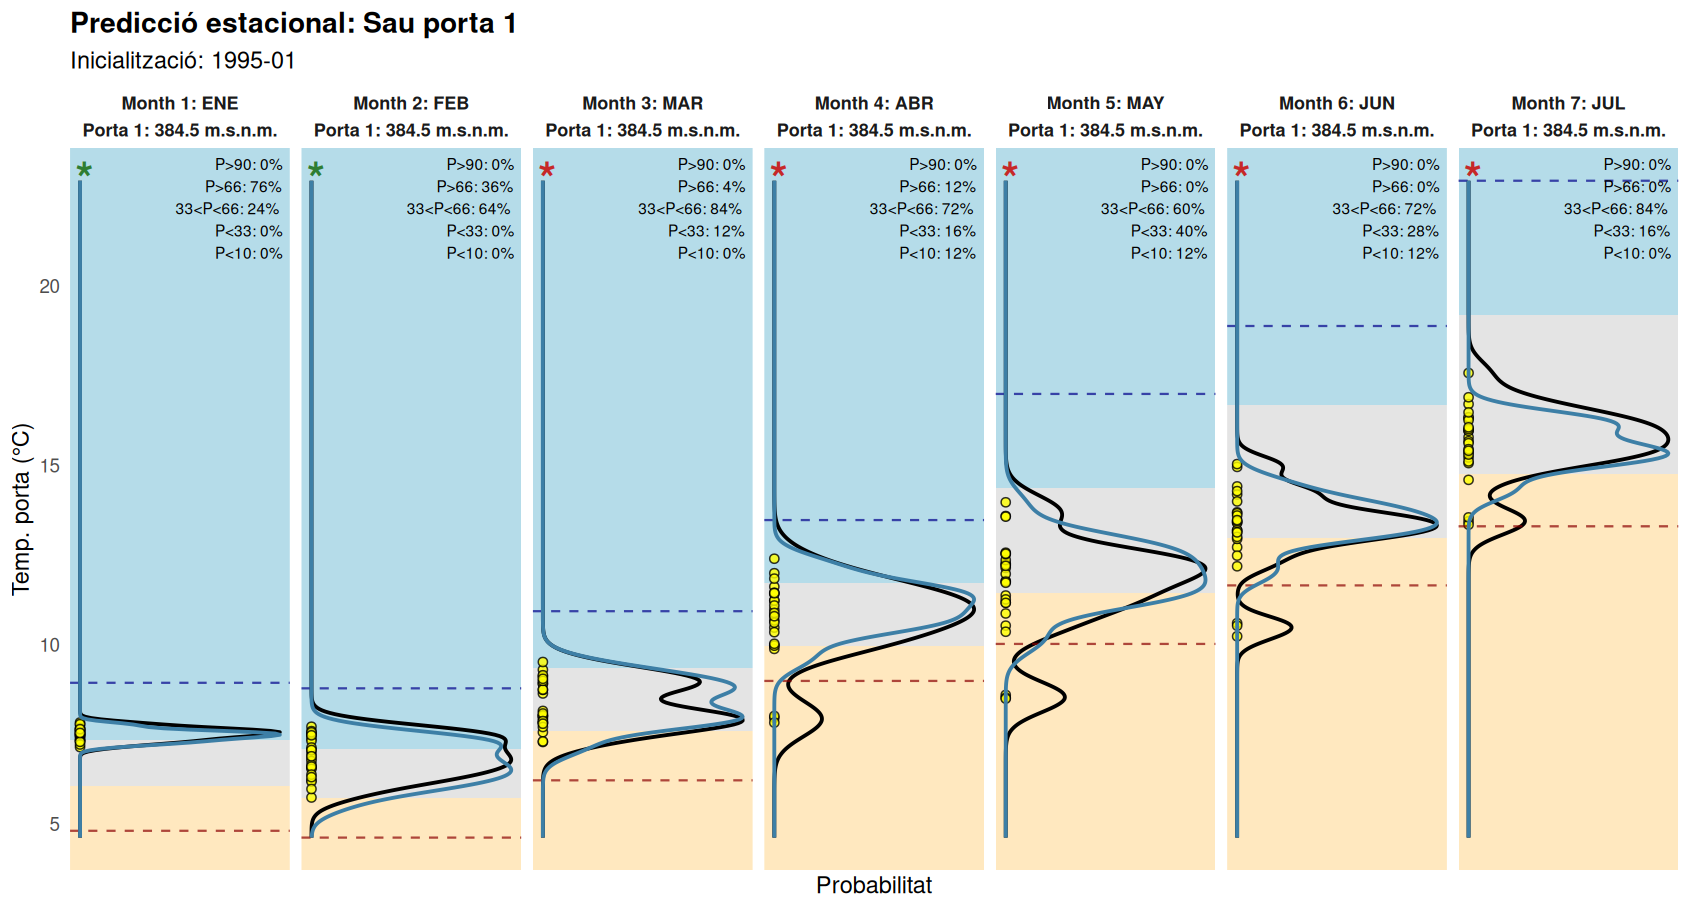 Predicció estacional: Sau porta 1
Inicialització: 1995-01
Month 1: ENE
Porta 1: 384.5 m.s.n.m.
Month 2: FEB
Porta 1: 384.5 m.s.n.m.
Month 3: MAR
Porta 1: 384.5 m.s.n.m.
Month 4: ABR
Porta 1: 384.5 m.s.n.m.
Month 5: MAY
Porta 1: 384.5 m.s.n.m.
Month 6: JUN
Porta 1: 384.5 m.s.n.m.
Month 7: JUL
Porta 1: 384.5 m.s.n.m.
*
P>90: 0%
P>66: 76%
33<P<66: 24%
P<33: 0%
P<10: 0%
*
P>90: 0%
P>66: 36%
33<P<66: 64%
P<33: 0%
P<10: 0%
*
P>90: 0%
P>66: 4%
33<P<66: 84%
P<33: 12%
P<10: 0%
*
P>90: 0%
P>66: 12%
33<P<66: 72%
P<33: 16%
P<10: 12%
*
P>90: 0%
P>66: 0%
33<P<66: 60%
P<33: 40%
P<10: 12%
*
P>90: 0%
P>66: 0%
33<P<66: 72%
P<33: 28%
P<10: 12%
*
P>90: 0%
P>66: 0%
33<P<66: 84%
P<33: 16%
P<10: 0%
20
15
10
5
Temp. porta (°C)
Probabilitat